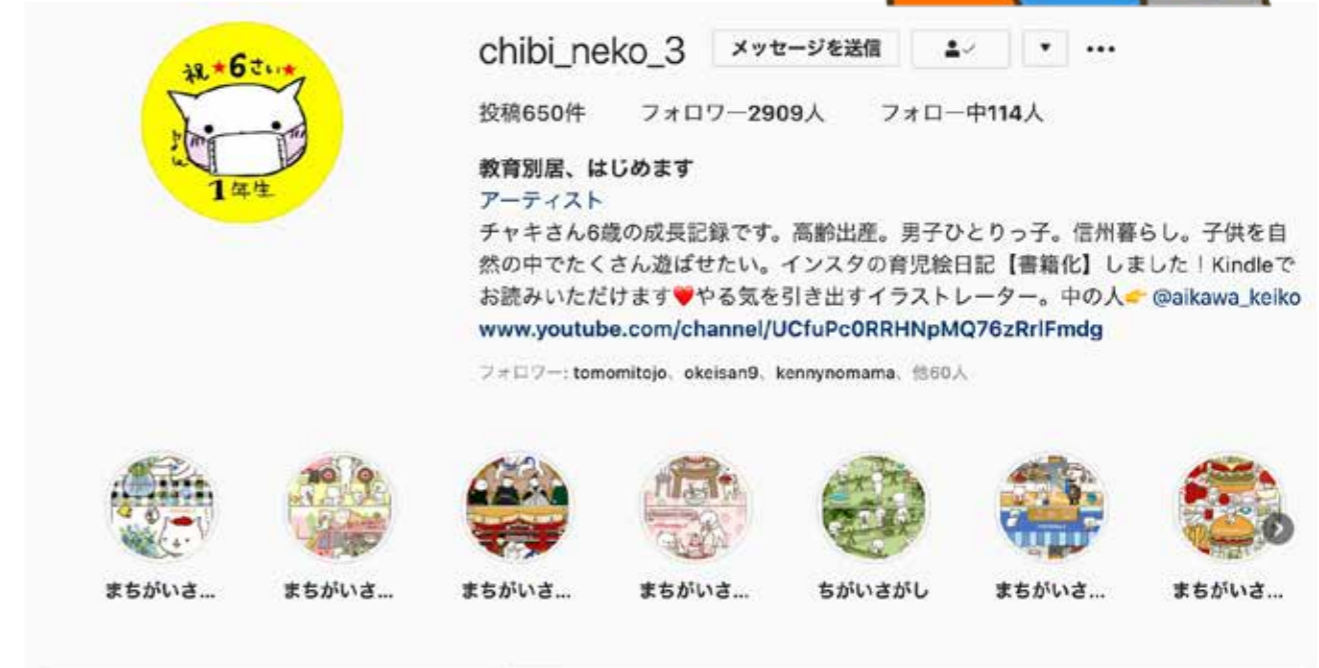 祝★6さい★
1年生
chibi_neko_3 メッセージを送信
投稿650件 フォロワー2909人 フォロー中114人
教育別居、はじめます
アーティスト
チャキさん6歳の成長記録です。高齢出産。男子ひとりっ子。信州暮らし。子供を自
然の中でたくさん遊ばせたい。インスタの育児絵日記【書籍化】しました！Kindleで
お読みいただけます❤️やる気を引き出すイラストレーター。中の人👉 @aikawa_keiko
www.youtube.com/channel/UCfuPc0RRHNpMQ76zRrlFmdg
フォロワー: tomomitojo、okeisan9、kennynomama、他60人
まちがいさ... まちがいさ... まちがいさ... まちがいさ... ちがいさがし まちがいさ... まちがいさ...